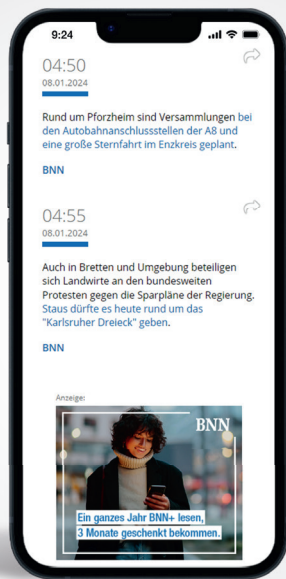 9:24
04:50
08.01.2024
Rund um Pforzheim sind Versammlungen bei
den Autobahnanschlussstellen der A8 und
eine große Sternfahrt im Enzkreis geplant.
BNN
04:55
08.01.2024
Auch in Bretten und Umgebung beteiligen
sich Landwirte an den bundesweiten
Protesten gegen die Sparpläne der Regierung.
Staus dürfte es heute rund um das
"Karlsruher Dreieck" geben.
BNN
Anzeige:
BNN
Ein ganzes Jahr BNN+ lesen,
3 Monate geschenkt bekommen.